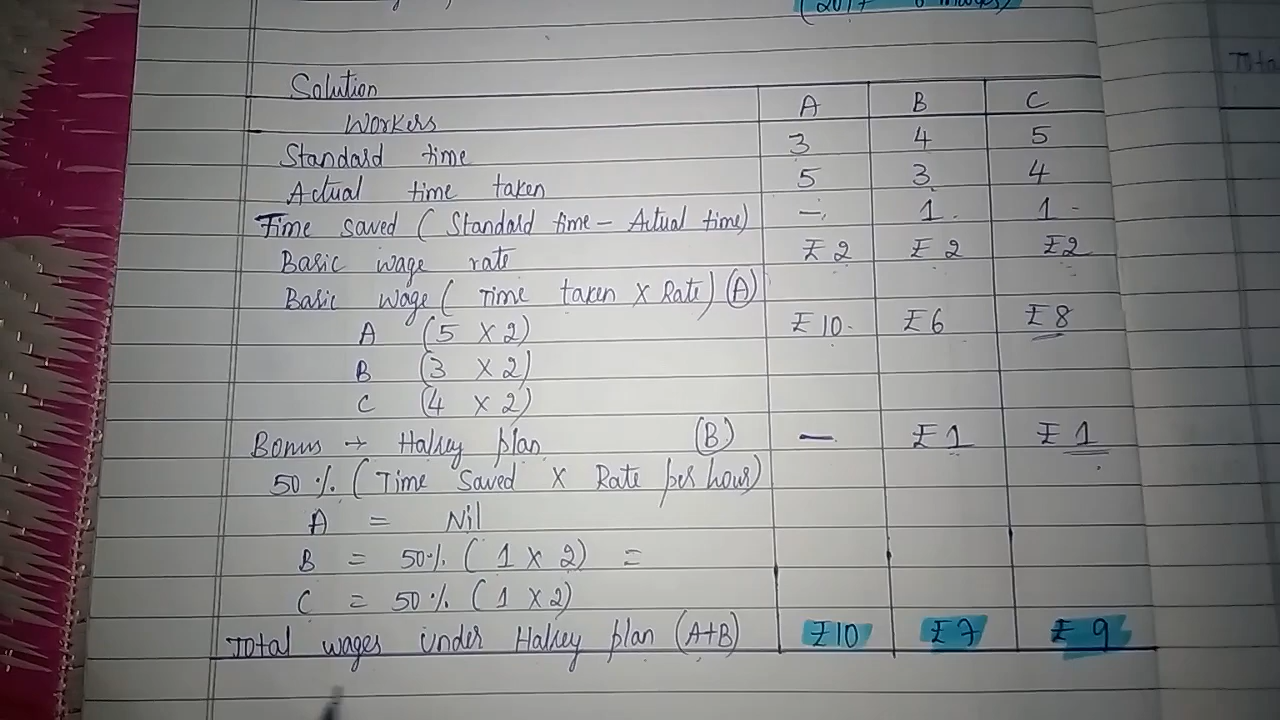 (2017 6 marks)
Solution
Workers A B C
Standard time 3 4 5
Actual time taken 5 3 4
Time saved (Standard time - Actual time) - 1 1
Basic wage rate ₹2 ₹2 ₹2
Basic wage (Time taken X Rate) (A)
A (5 X 2) ₹10 ₹6 ₹8
B (3 X 2)
C (4 X 2)
Bonus → Halsey plan (B) - ₹1 ₹1
50% (Time Saved X Rate per hour)
A = Nil
B = 50% (1 X 2) =
C = 50% (1 X 2)
Total wages under Halsey plan (A+B) ₹10 ₹7 ₹9